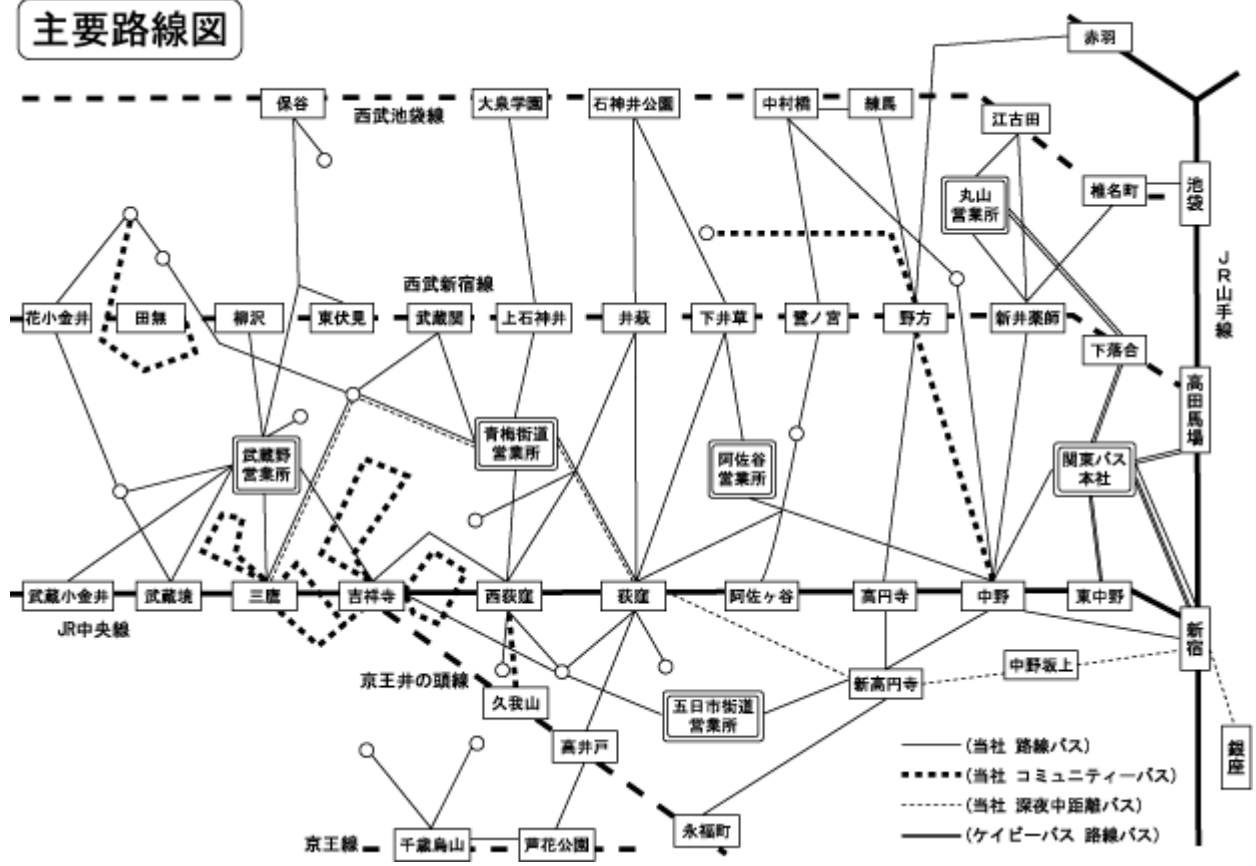 主要路線図
赤羽
保谷
大泉学園
石神井公園
中村橋
練馬
江古田
西武池袋線
椎名町
池袋
丸山
営業所
JR山手線
西武新宿線
花小金井
田無
柳沢
東伏見
武蔵関
上石神井
井荻
下井草
鷺ノ宮
野方
新井薬師
下落合
高田馬場
武蔵野
営業所
青梅街道
営業所
阿佐谷
営業所
関東バス
本社
武蔵小金井
武蔵境
三鷹
吉祥寺
西荻窪
荻窪
阿佐ヶ谷
高円寺
中野
東中野
新宿
JR中央線
中野坂上
京王井の頭線
新高円寺
久我山
五日市街道
営業所
高井戸
銀座
(当社 路線バス)
(当社 コミュニティーバス)
(当社 深夜中距離バス)
(ケイビーバス 路線バス)
永福町
京王線
千歳烏山
芦花公園